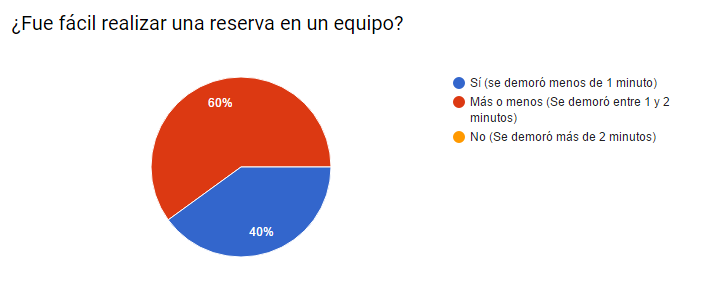 ¿Fue fácil realizar una reserva en un equipo?
60%
40%
Sí (se demoró menos de 1 minuto)
Más o menos (Se demoró entre 1 y 2
minutos)
No (Se demoró más de 2 minutos)